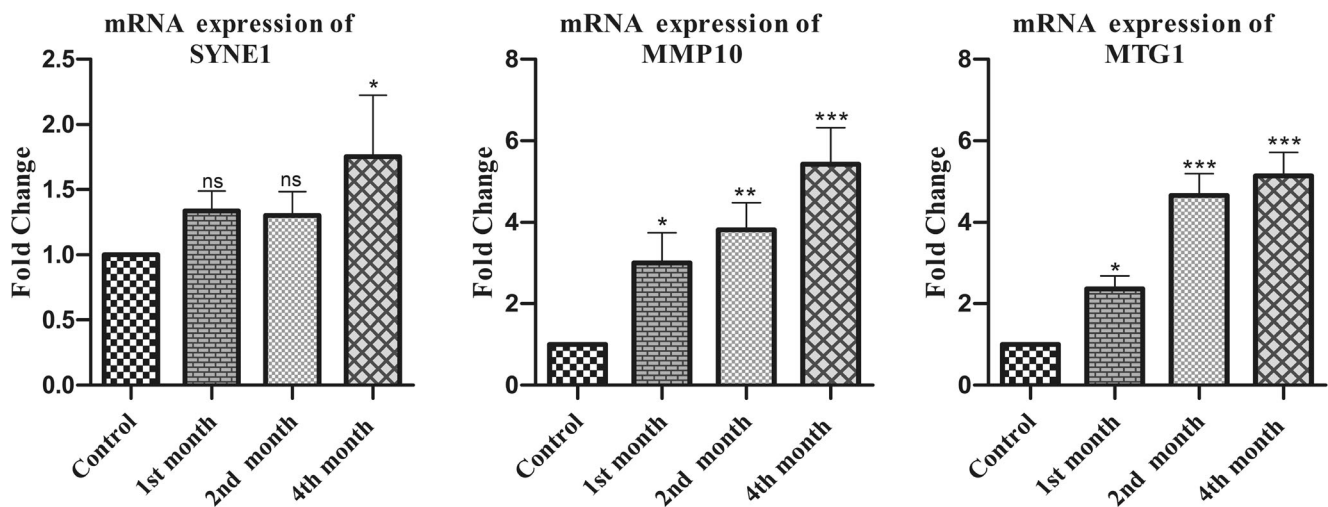 mRNA expression of
SYNE1
Fold Change
2.5
2.0
1.5
1.0
0.5
0.0
ns
ns
*
Control
1st month
2nd month
4th month
mRNA expression of
MMP10
Fold Change
8
6
4
2
0
*
**
***
Control
1st month
2nd month
4th month
mRNA expression of
MTG1
Fold Change
8
6
4
2
0
*
***
***
Control
1st month
2nd month
4th month